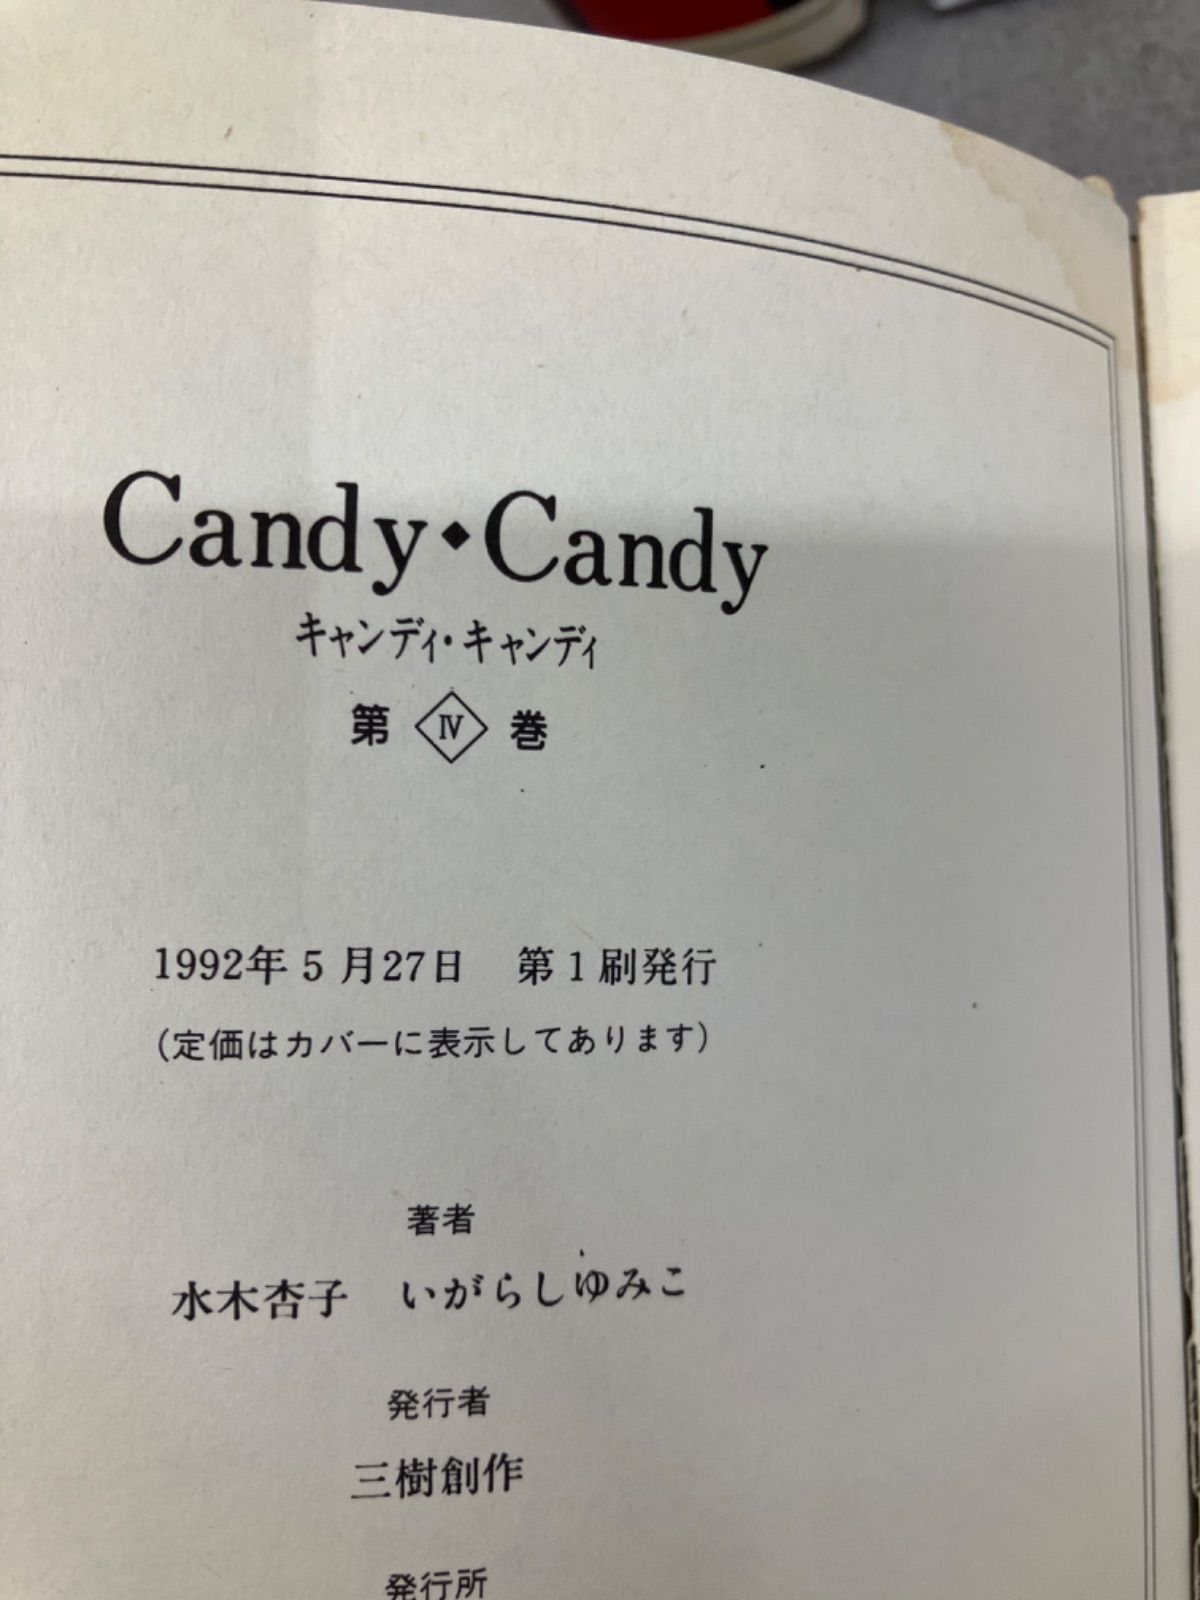 Candy◆Candy
キャンディ・キャンディ
第 Ⅳ 巻
1992年5月27日 第1刷発行
(定価はカバーに表示してあります)
著者
水木杏子 いがらしゆみこ
発行者
三樹創作
発行所